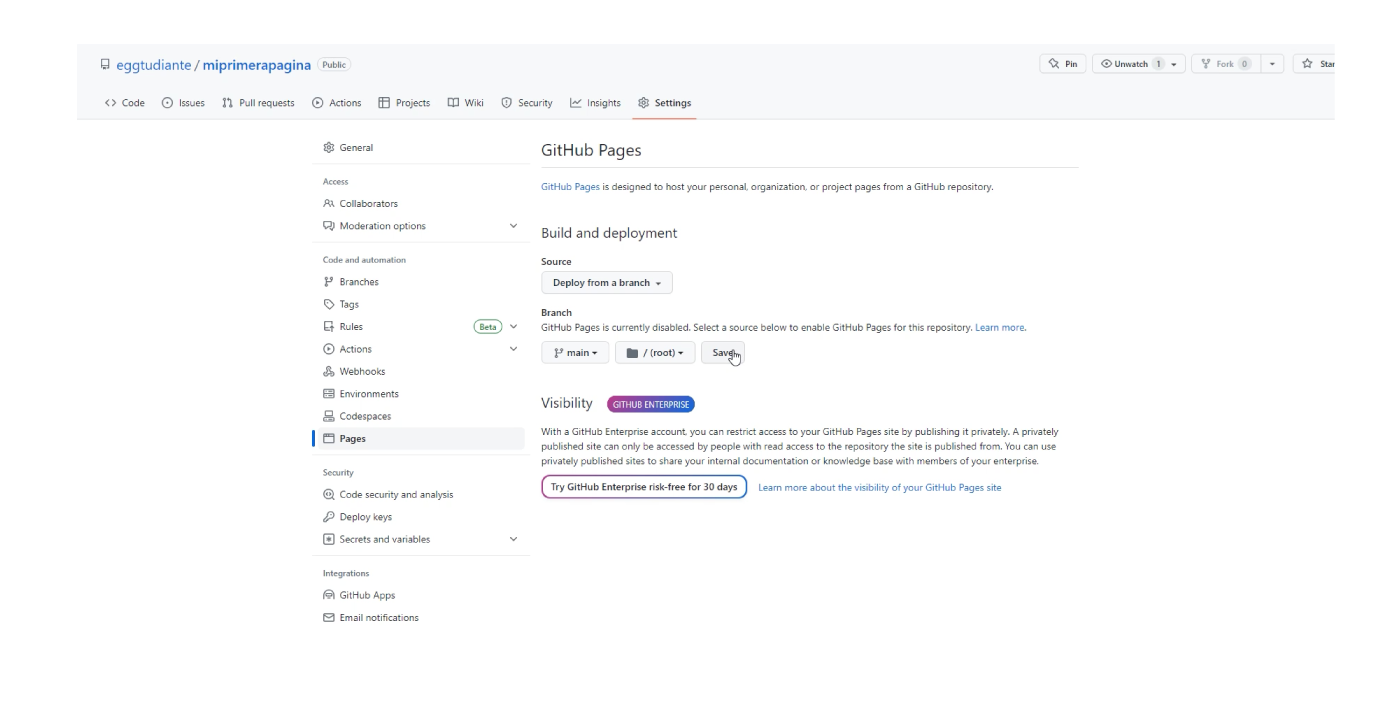 eggtudiante / miprimerapagina Public
Pin Unwatch 1 Fork 0 Star
Code Issues Pull requests Actions Projects Wiki Security Insights Settings
General
Access
Collaborators
Moderation options
Code and automation
Branches
Tags
Rules Beta
Actions
Webhooks
Environments
Codespaces
Pages
Security
Code security and analysis
Deploy keys
Secrets and variables
Integrations
GitHub Apps
Email notifications
GitHub Pages
GitHub Pages is designed to host your personal, organization, or project pages from a GitHub repository.
Build and deployment
Source
Deploy from a branch
Branch
GitHub Pages is currently disabled. Select a source below to enable GitHub Pages for this repository. Learn more.
main / (root) Save
Visibility GITHUB ENTERPRISE
With a GitHub Enterprise account, you can restrict access to your GitHub Pages site by publishing it privately. A privately
published site can only be accessed by people with read access to the repository the site is published from. You can use
privately published sites to share your internal documentation or knowledge base with members of your enterprise.
Try GitHub Enterprise risk-free for 30 days Learn more about the visibility of your GitHub Pages site